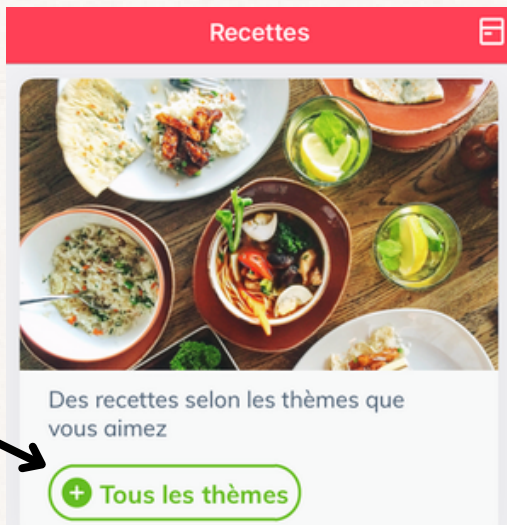 Recettes
Des recettes selon les thèmes que
vous aimez
Tous les thèmes